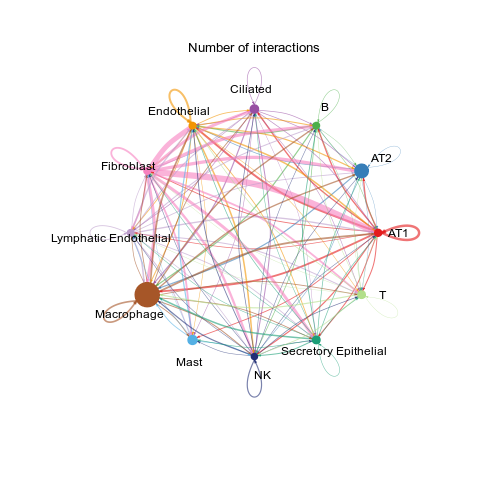 Number of interactions
Ciliated
B
Endothelial
AT2
Fibroblast
AT1
Lymphatic Endothelial
T
Macrophage
Secretory Epithelial
Mast
NK